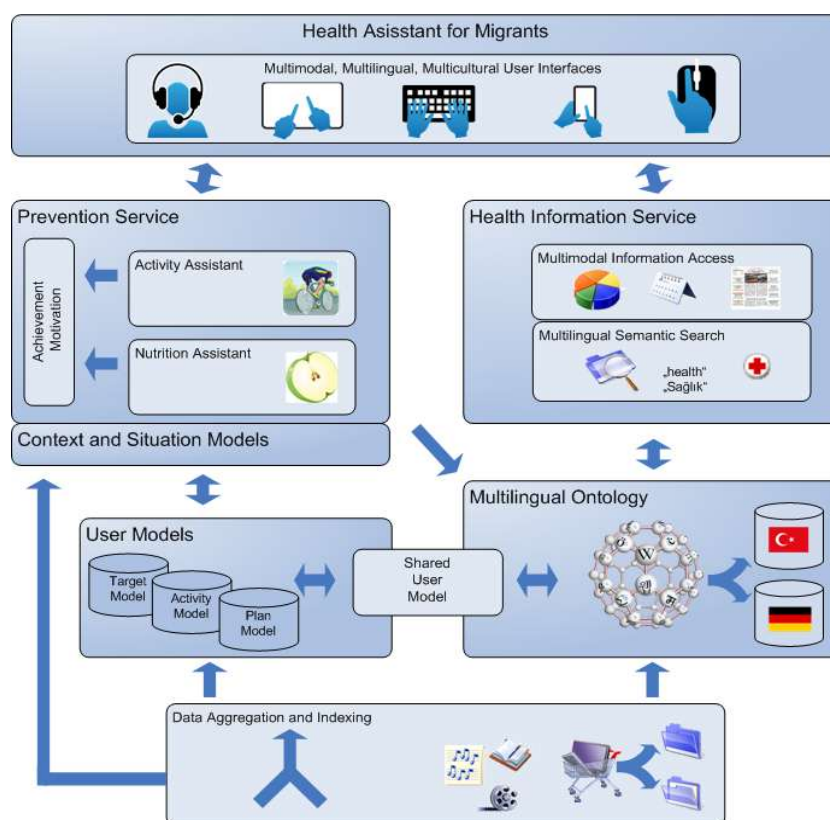 Health Asisstant for Migrants
Multimodal, Multilingual, Multicultural User Interfaces
Prevention Service
Achievement
Motivation
Activity Assistant
Nutrition Assistant
Context and Situation Models
Health Information Service
Multimodal Information Access
Multilingual Semantic Search
„health“
„Sağlık“
User Models
Target
Model
Activity
Model
Plan
Model
Shared
User
Model
Multilingual Ontology
W
Data Aggregation and Indexing